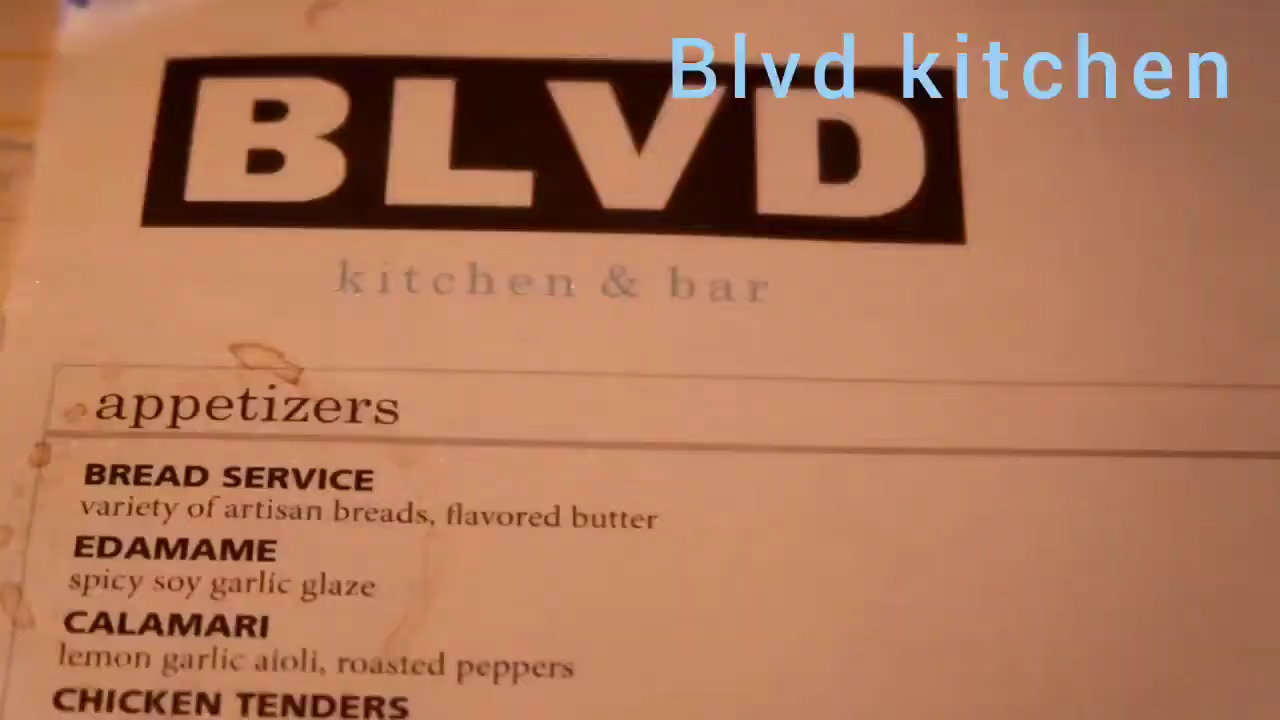 Blvd kitchen
BLVD
kitchen & bar
appetizers
BREAD SERVICE
variety of artisan breads, flavored butter
EDAMAME
spicy soy garlic glaze
CALAMARI
lemon garlic aioli, roasted peppers
CHICKEN TENDERS